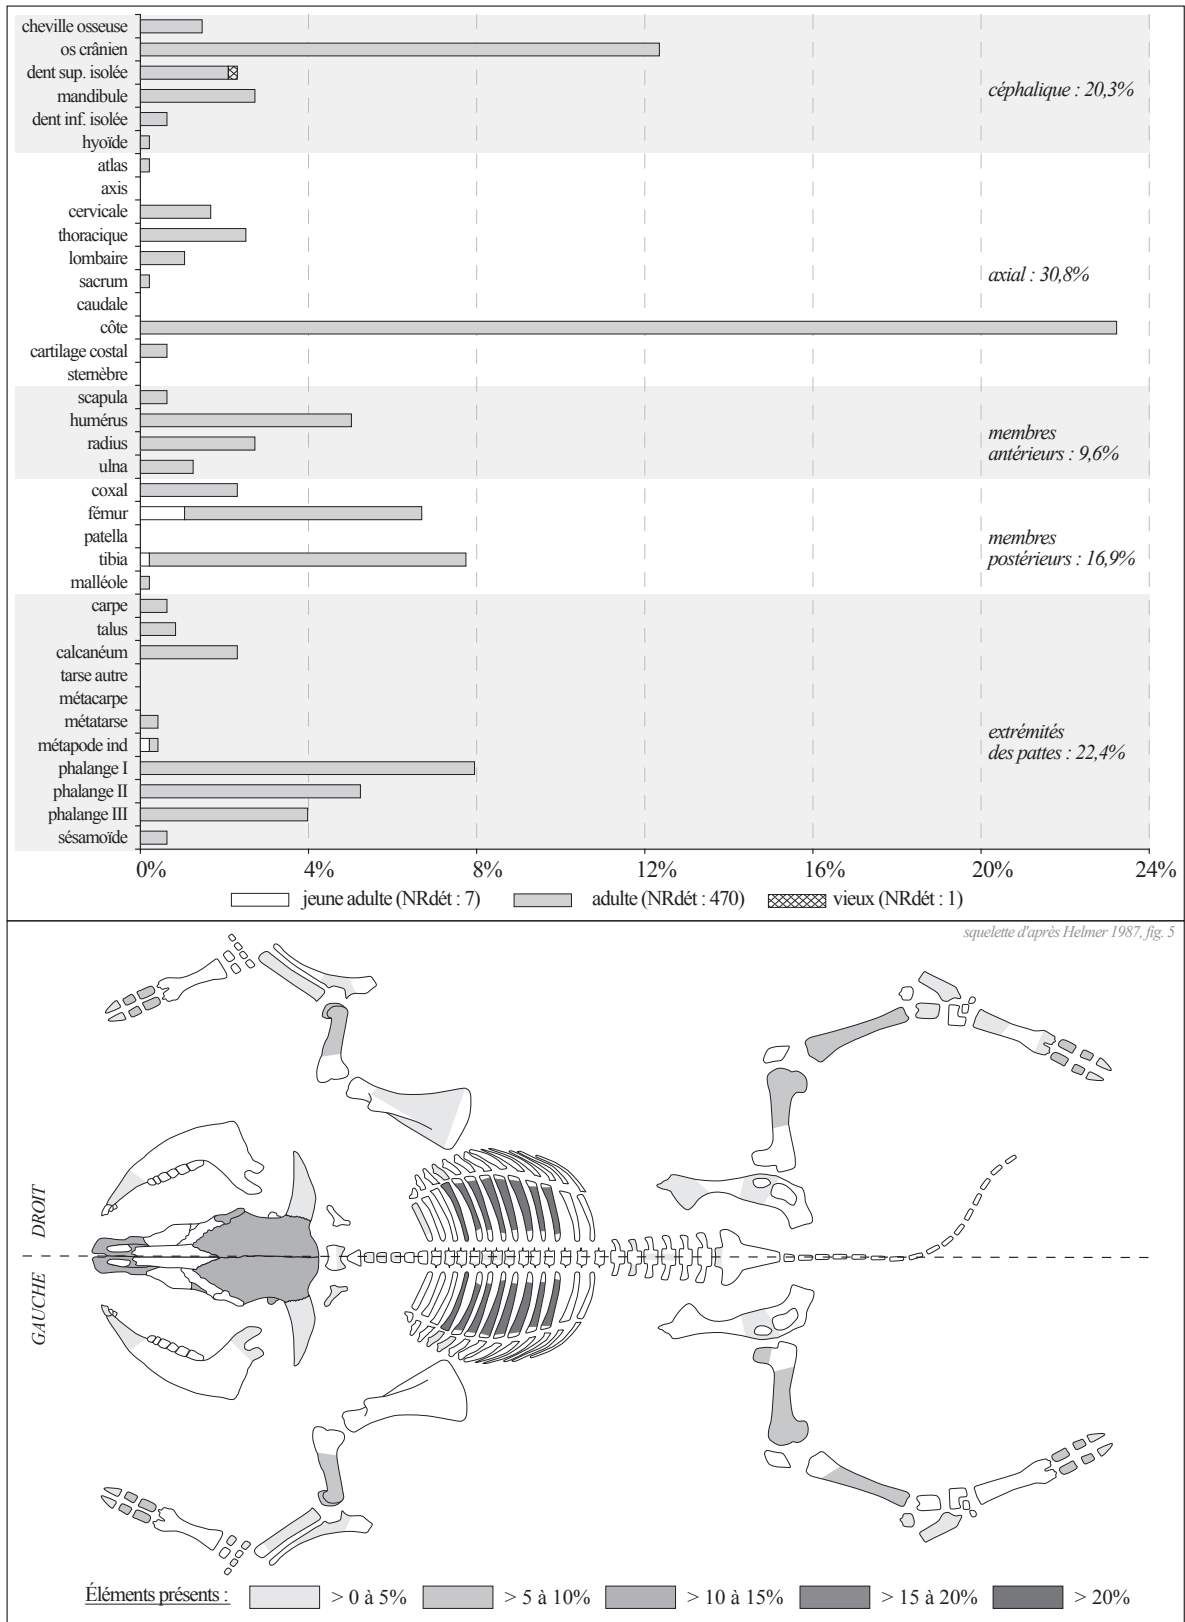 cheville osseuse
os crânien
dent sup. isolée
mandibule
dent inf. isolée
hyoïde
céphalique : 20,3%
atlas
axis
cervicale
thoracique
lombaire
sacrum
caudale
côte
cartilage costal
sternèbre
axial : 30,8%
scapula
humérus
radius
ulna
membres
antérieurs : 9,6%
coxal
fémur
patella
tibia
malléole
membres
postérieurs : 16,9%
carpe
talus
calcanéum
tarse autre
métacarpe
métatarse
métapode ind
phalange I
phalange II
phalange III
sésamoïde
extrémités
des pattes : 22,4%
0% 4% 8% 12% 16% 20% 24%
jeune adulte (NRdét : 7) adulte (NRdét : 470) vieux (NRdét : 1)
squelette d'après Helmer 1987, fig. 5
DROIT
GAUCHE
Éléments présents : > 0 à 5% > 5 à 10% > 10 à 15% > 15 à 20% > 20%